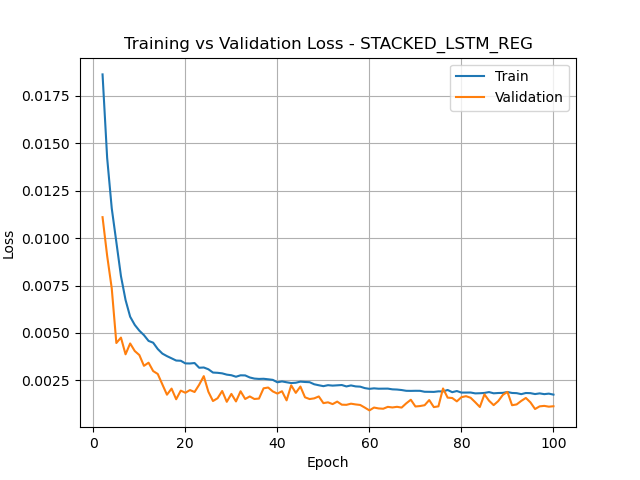 Training vs Validation Loss - STACKED_LSTM_REG
Train
Validation
Loss
0.0175
0.0150
0.0125
0.0100
0.0075
0.0050
0.0025
0 20 40 60 80 100
Epoch